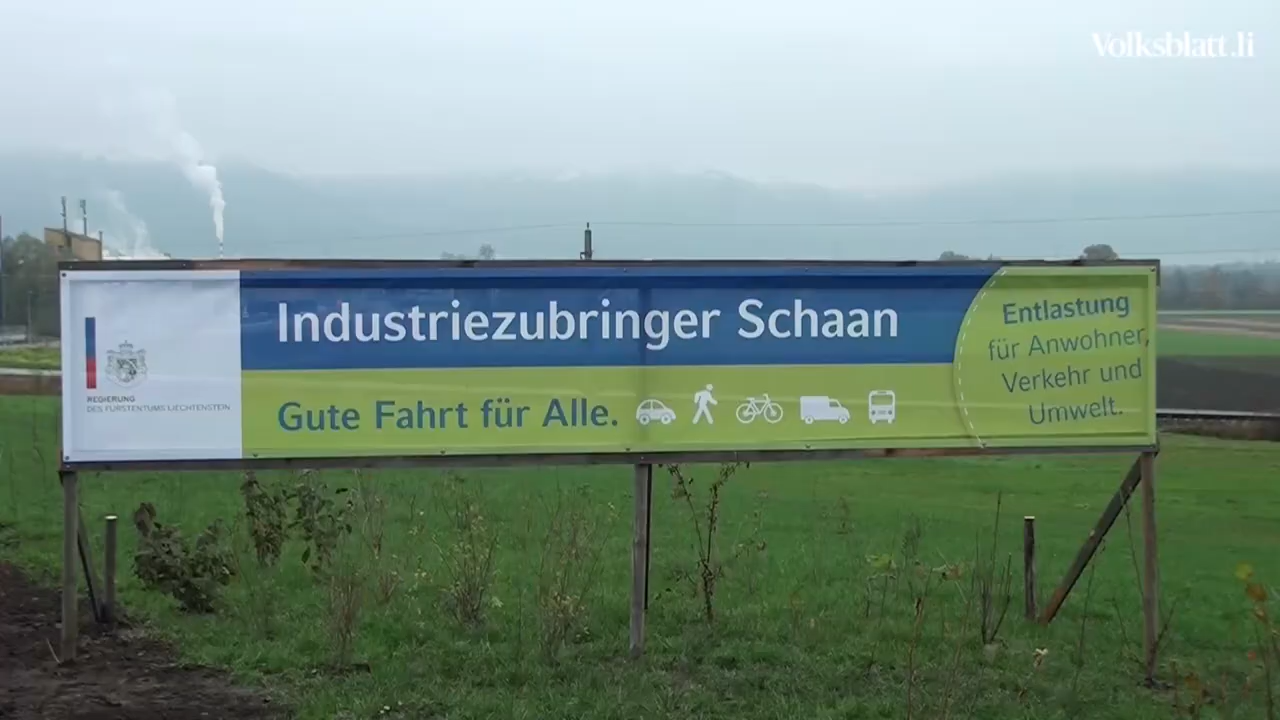 Volksblatt.li
Industriezubringer Schaan
Gute Fahrt für Alle.
Entlastung
für Anwohner,
Verkehr und
Umwelt.
REGIERUNG
DES FÜRSTENTUMS LIECHTENSTEIN